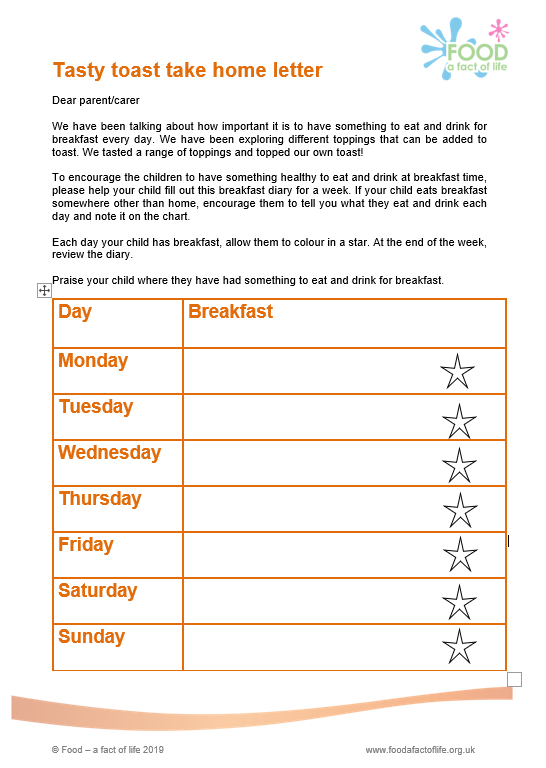 FOOD
a fact of life
Tasty toast take home letter
Dear parent/carer
We have been talking about how important it is to have something to eat and drink for
breakfast every day. We have been exploring different toppings that can be added to
toast. We tasted a range of toppings and topped our own toast!
To encourage the children to have something healthy to eat and drink at breakfast time,
please help your child fill out this breakfast diary for a week. If your child eats breakfast
somewhere other than home, encourage them to tell you what they eat and drink each
day and note it on the chart.
Each day your child has breakfast, allow them to colour in a star. At the end of the week,
review the diary.
Praise your child where they have had something to eat and drink for breakfast.
Day Breakfast
Monday
Tuesday
Wednesday
Thursday
Friday
Saturday
Sunday
© Food – a fact of life 2019 www.foodafactoflife.org.uk